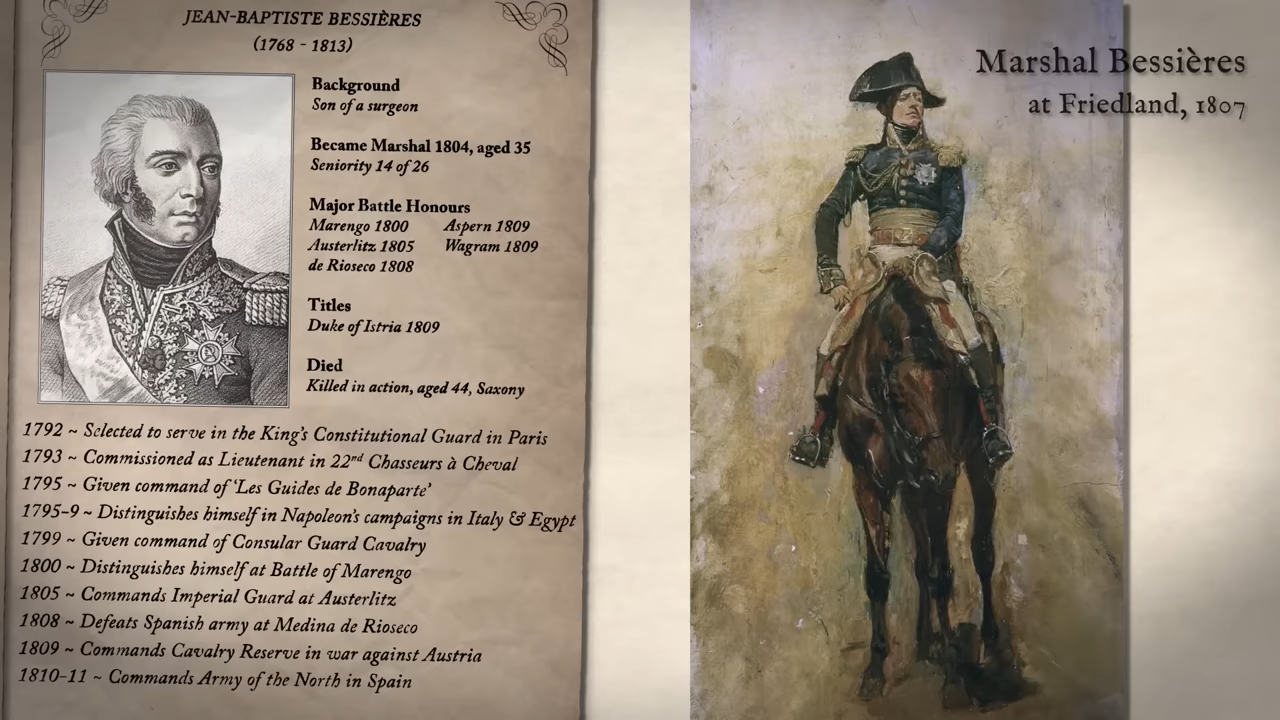 JEAN-BAPTISTE BESSIÈRES
(1768 - 1813)
Background
Son of a surgeon
Became Marshal 1804, aged 35
Seniority 14 of 26
Major Battle Honours
Marengo 1800 Aspern 1809
Austerlitz 1805 Wagram 1809
de Rioseco 1808
Titles
Duke of Istria 1809
Died
Killed in action, aged 44, Saxony
1792 ~ Selected to serve in the King's Constitutional Guard in Paris
1793 ~ Commissioned as Lieutenant in 22nd Chasseurs à Cheval
1795 ~ Given command of 'Les Guides de Bonaparte'
1795-9 ~ Distinguishes himself in Napoleon's campaigns in Italy & Egypt
1799 ~ Given command of Consular Guard Cavalry
1800 ~ Distinguishes himself at Battle of Marengo
1805 ~ Commands Imperial Guard at Austerlitz
1808 ~ Defeats Spanish army at Medina de Rioseco
1809 ~ Commands Cavalry Reserve in war against Austria
1810-11 ~ Commands Army of the North in Spain
Marshal Bessières
at Friedland, 1807